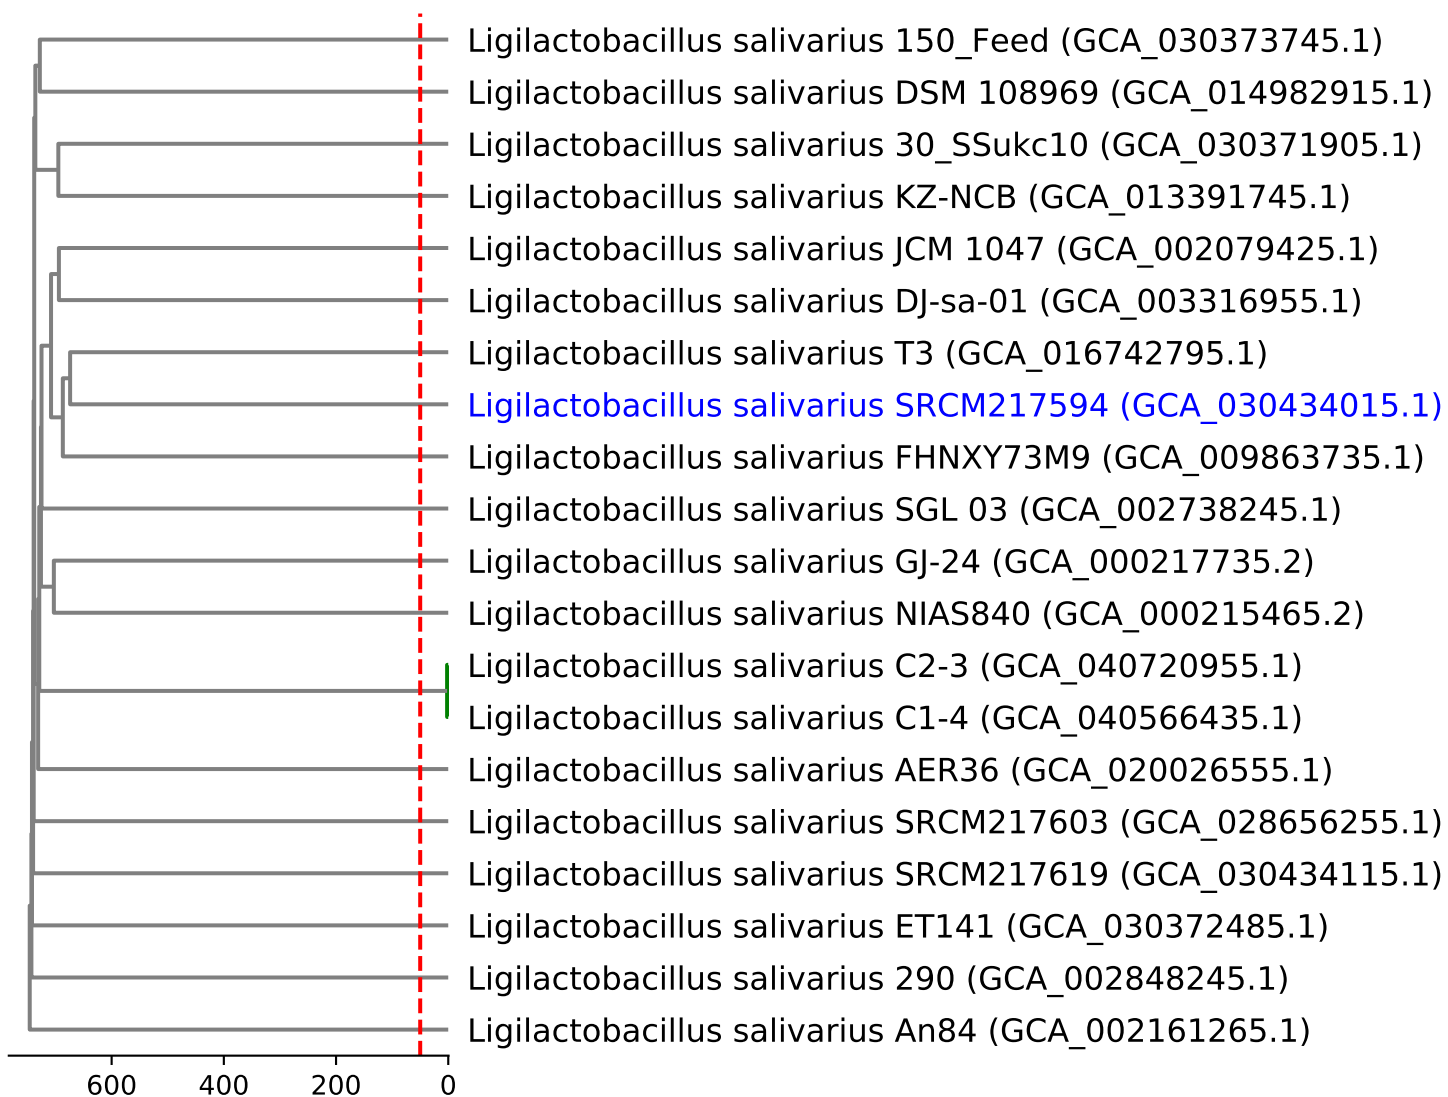 Ligilactobacillus salivarius 150_Feed (GCA_030373745.1)
Ligilactobacillus salivarius DSM 108969 (GCA_014982915.1)
Ligilactobacillus salivarius 30_SSukc10 (GCA_030371905.1)
Ligilactobacillus salivarius KZ-NCB (GCA_013391745.1)
Ligilactobacillus salivarius JCM 1047 (GCA_002079425.1)
Ligilactobacillus salivarius DJ-sa-01 (GCA_003316955.1)
Ligilactobacillus salivarius T3 (GCA_016742795.1)
Ligilactobacillus salivarius SRCM217594 (GCA_030434015.1)
Ligilactobacillus salivarius FHNXY73M9 (GCA_009863735.1)
Ligilactobacillus salivarius SGL 03 (GCA_002738245.1)
Ligilactobacillus salivarius GJ-24 (GCA_000217735.2)
Ligilactobacillus salivarius NIAS840 (GCA_000215465.2)
Ligilactobacillus salivarius C2-3 (GCA_040720955.1)
Ligilactobacillus salivarius C1-4 (GCA_040566435.1)
Ligilactobacillus salivarius AER36 (GCA_020026555.1)
Ligilactobacillus salivarius SRCM217603 (GCA_028656255.1)
Ligilactobacillus salivarius SRCM217619 (GCA_030434115.1)
Ligilactobacillus salivarius ET141 (GCA_030372485.1)
Ligilactobacillus salivarius 290 (GCA_002848245.1)
Ligilactobacillus salivarius An84 (GCA_002161265.1)
600 400 200 0